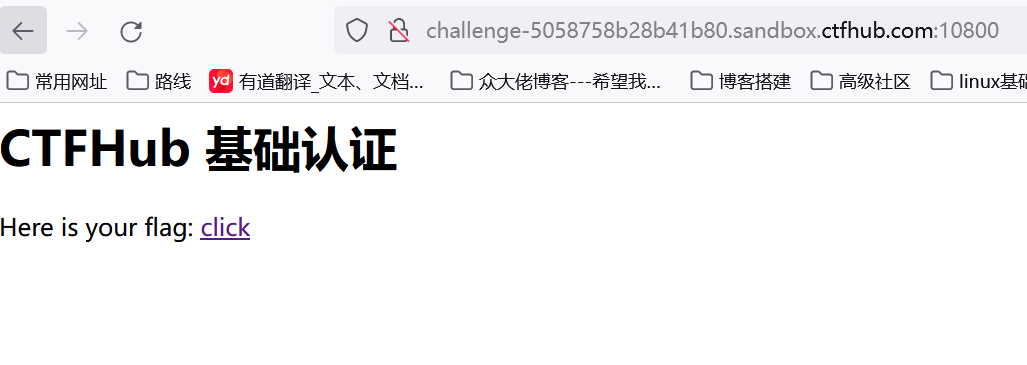 challenge-5058758b28b41b80.sandbox.ctfhub.com:10800
常用网址 路线 yd 有道翻译_文本、文档... 众大佬博客---希望我... 博客搭建 高级社区 linux基础
CTFHub 基础认证
Here is your flag: click